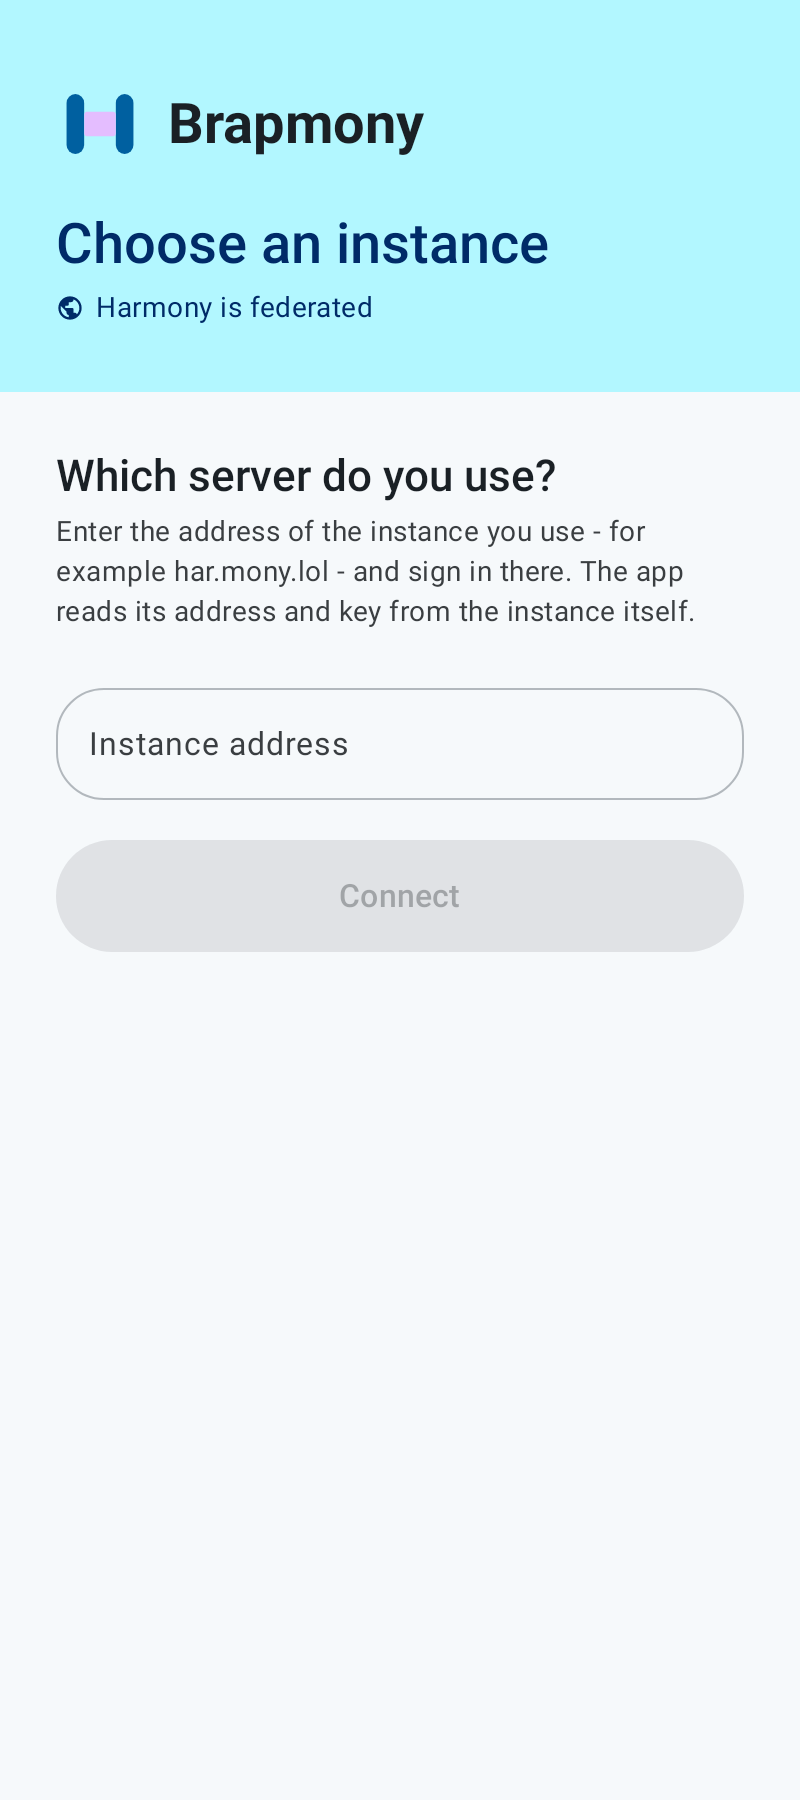 Brapmony
Choose an instance
Harmony is federated
Which server do you use?
Enter the address of the instance you use - for
example har.mony.lol - and sign in there. The app
reads its address and key from the instance itself.
Instance address
Connect